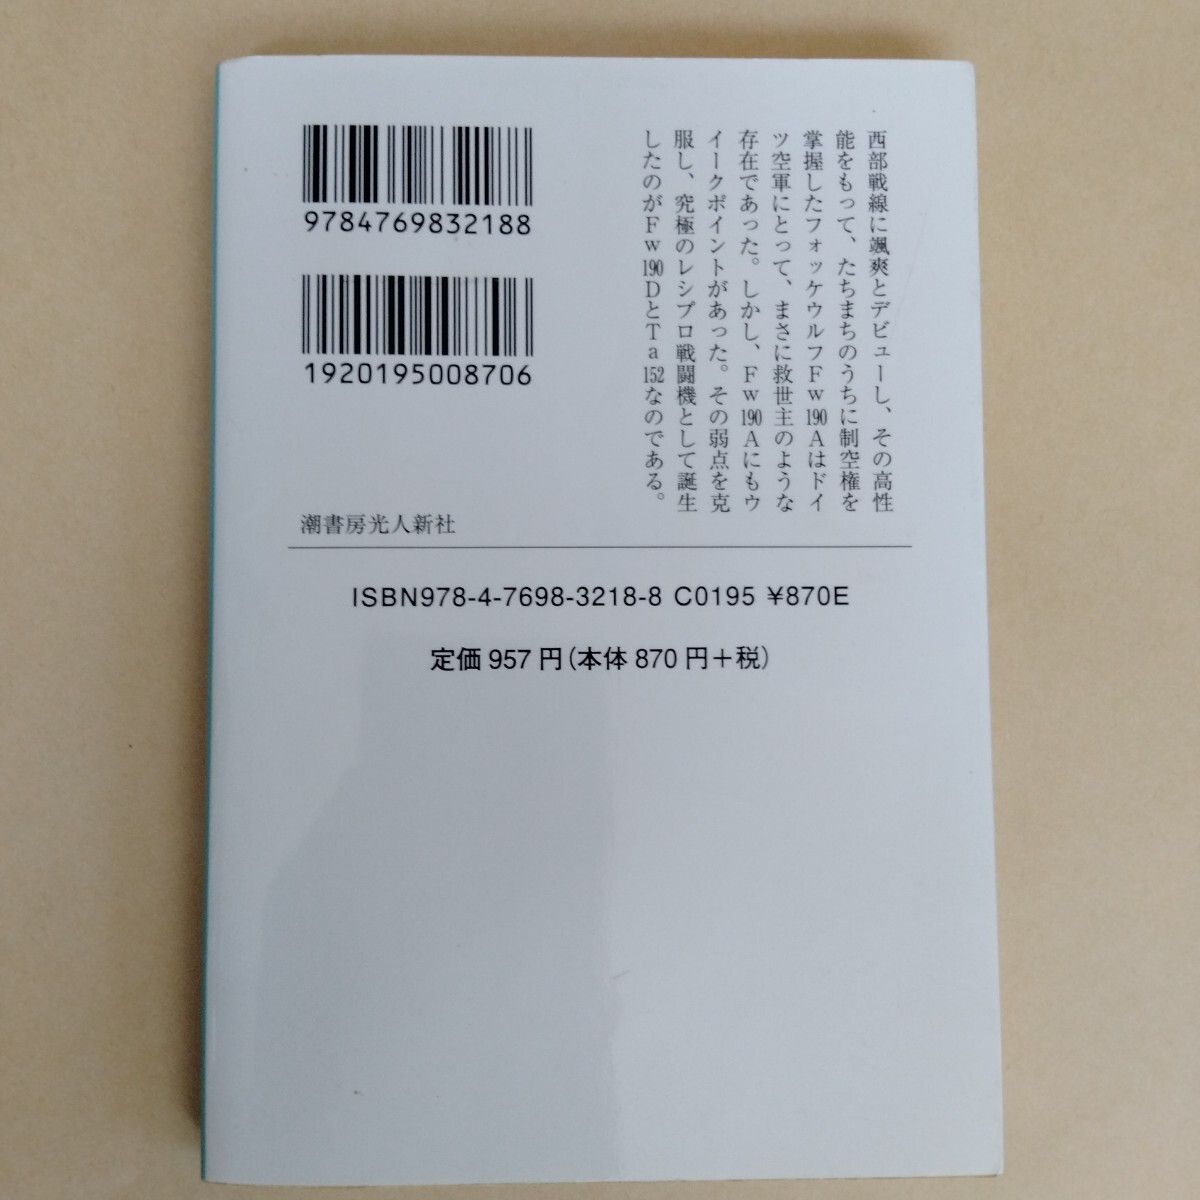 西部戦線に颯爽とデビューし、その高性
能をもって、たちまちのうちに制空権を
掌握したフォッケウルフFw190Aはドイ
ツ空軍にとって、まさに救世主のような
存在であった。しかし、Fw190Aにもウ
イークポイントがあった。その弱点を克
服し、究極のレシプロ戦闘機として誕生
したのがFw190DとTa152なのである。
9784769832188
1920195008706
潮書房光人新社
ISBN978-4-7698-3218-8 C0195 ¥870E
定価 957 円(本体 870 円+税)